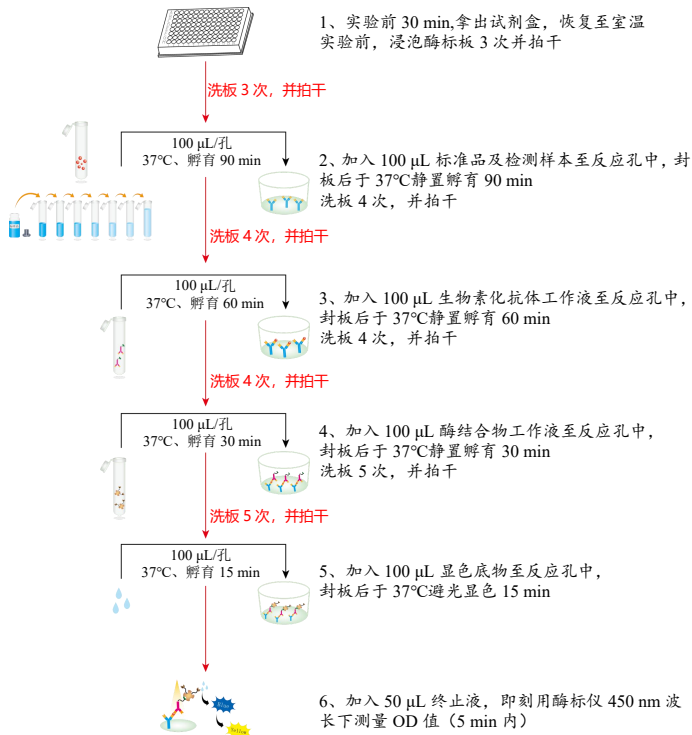 1、实验前 30 min,拿出试剂盒，恢复至室温
实验前，浸泡酶标板 3 次并拍干
洗板 3 次，并拍干
100 μL/孔
37℃、孵育 90 min
2、加入 100 μL 标准品及检测样本至反应孔中，封
板后于 37℃静置孵育 90 min
洗板 4 次，并拍干
洗板 4 次，并拍干
100 μL/孔
37℃、孵育 60 min
3、加入 100 μL 生物素化抗体工作液至反应孔中，
封板后于 37℃静置孵育 60 min
洗板 4 次，并拍干
洗板 4 次，并拍干
100 μL/孔
37℃、孵育 30 min
4、加入 100 μL 酶结合物工作液至反应孔中，
封板后于 37℃静置孵育 30 min
洗板 5 次，并拍干
洗板 5 次，并拍干
100 μL/孔
37℃、孵育 15 min
5、加入 100 μL 显色底物至反应孔中，
封板后于 37℃避光显色 15 min
6、加入 50 μL 终止液，即刻用酶标仪 450 nm 波
长下测量 OD 值（5 min 内）